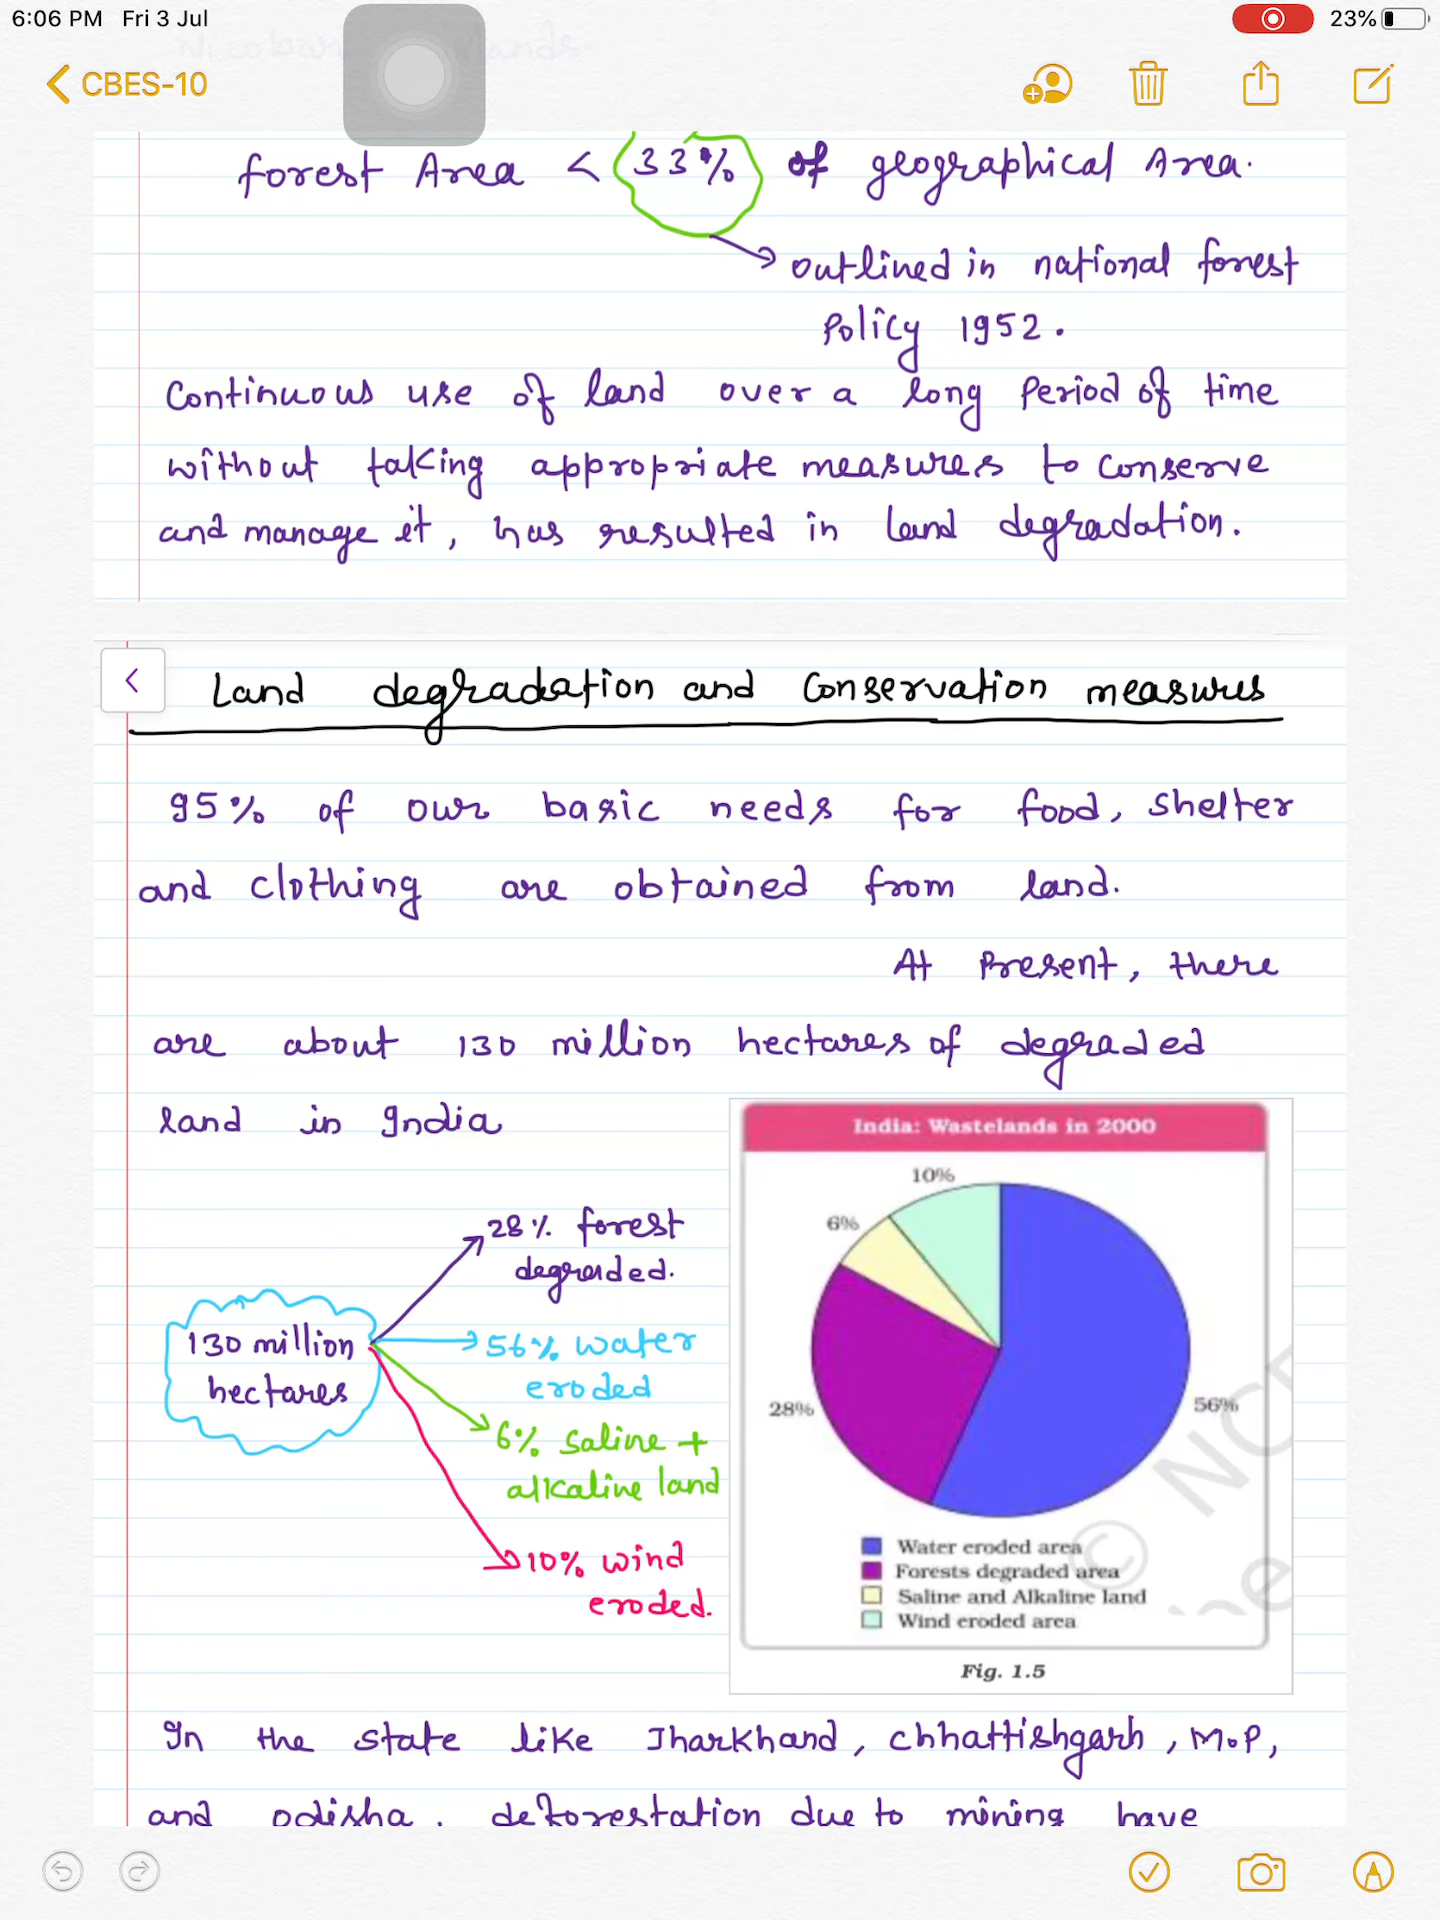 6:06 PM Fri 3 Jul
23%
CBES-10
forest Area < 33% of geographical Area.
outlined in national forest
Policy 1952.
Continuous use of land over a long Period of time
without taking appropriate measures to conserve
and manage it, has resulted in land degradation.
Land degradation and Conservation measures
95% of our basic needs for food, shelter
and clothing are obtained from land.
At Present, there
are about 130 million hectares of degraded
land in India
India: Wastelands in 2000
10%
6%
28%
56%
28% forest
degraded.
130 million
hectares
56% water
eroded
6% Saline +
alkaline land
10% wind
eroded.
Water eroded area
Forests degraded area
Saline and Alkaline land
Wind eroded area
Fig. 1.5
In the state like Jharkhand, chhattishgarh, M.P,
and odisha. deforestation due to mining have